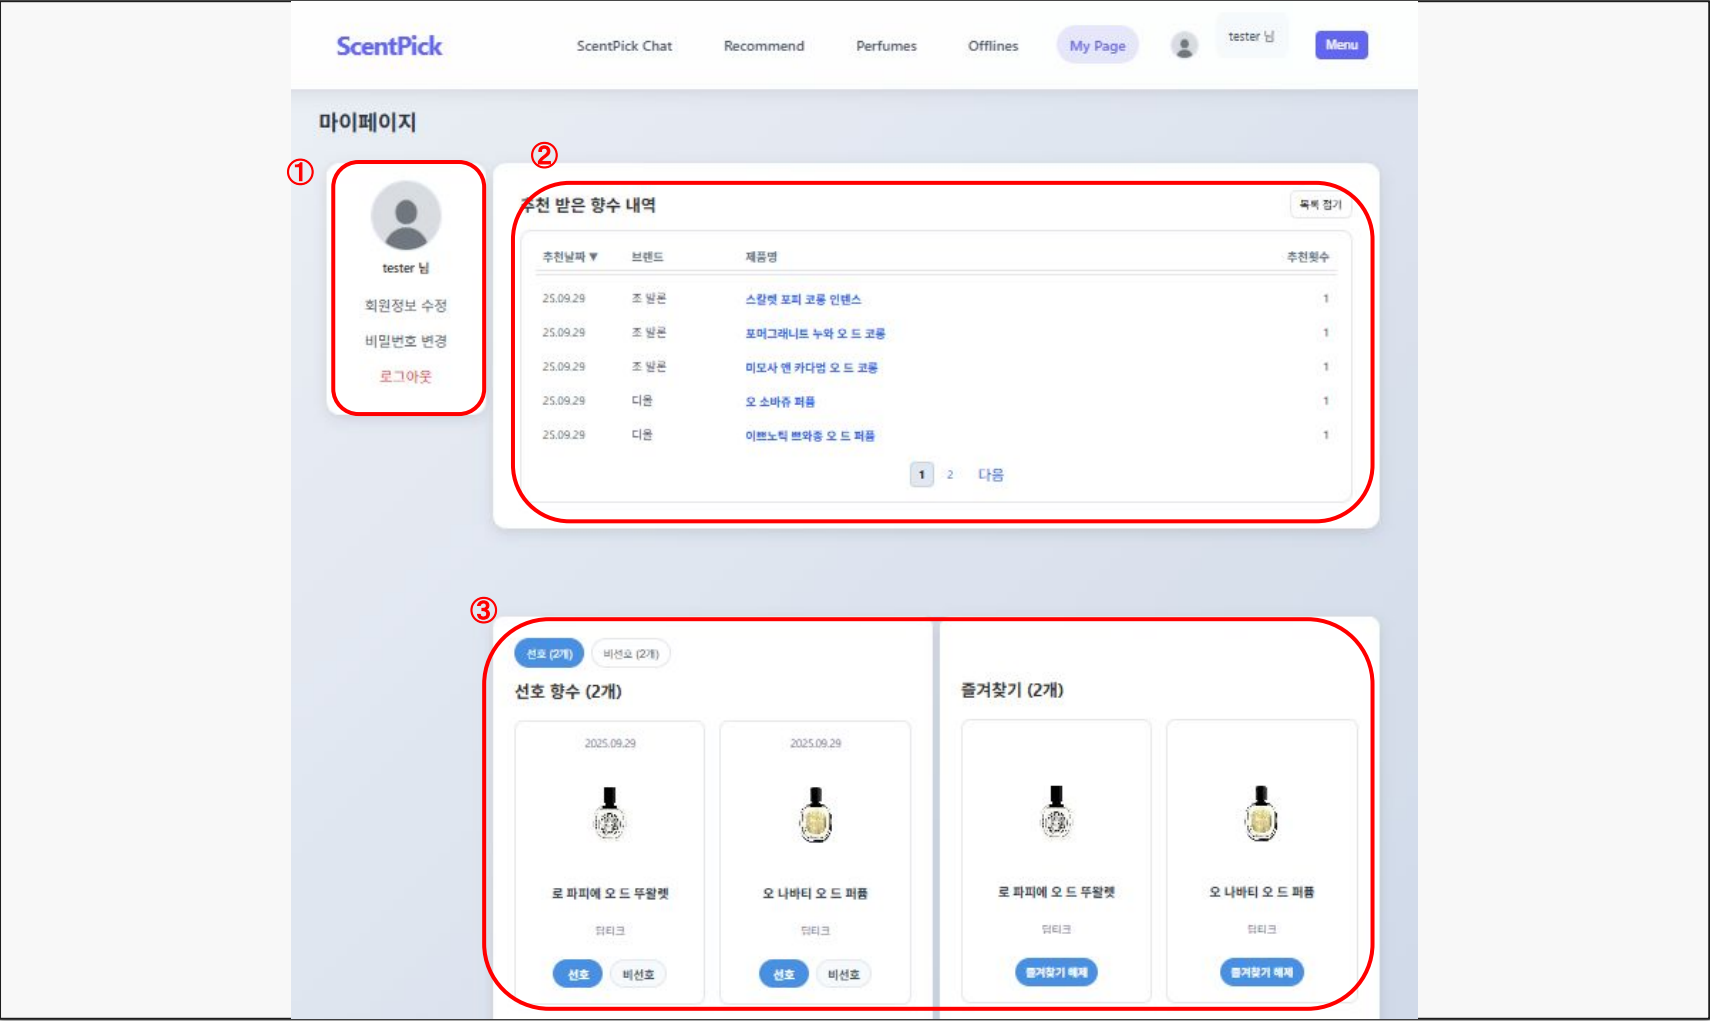 ScentPick
ScentPick Chat
Recommend
Perfumes
Offlines
My Page
tester 님
Menu
마이페이지
①
tester 님
회원정보 수정
비밀번호 변경
로그아웃
②
추천 받은 향수 내역
목록 접기
추천날짜 ▼ 브랜드 제품명 추천횟수
25.09.29 조 말론 스칼렛 포피 코롱 인텐스 1
25.09.29 조 말론 포머그래니트 누와 오 드 코롱 1
25.09.29 조 말론 미모사 앤 카다멈 오 드 코롱 1
25.09.29 디올 오 소바쥬 퍼퓸 1
25.09.29 디올 이쁘노틱 쁘와종 오 드 퍼퓸 1
1 2 다음
③
선호 (2개) 비선호 (2개)
선호 향수 (2개)
2025.09.29
로 파피에 오 드 뚜왈렛
딥티크
선호 비선호
2025.09.29
오 나바티 오 드 퍼퓸
딥티크
선호 비선호
즐겨찾기 (2개)
로 파피에 오 드 뚜왈렛
딥티크
즐겨찾기 해제
오 나바티 오 드 퍼퓸
딥티크
즐겨찾기 해제